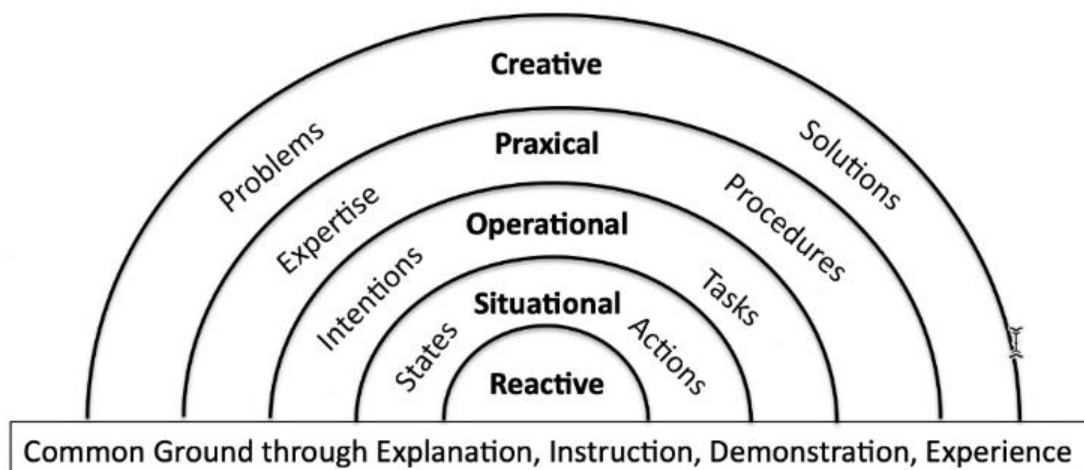 Creative
Problems
Solutions
Praxical
Expertise
Procedures
Operational
Intentions
Tasks
Situational
States
Actions
Reactive
Common Ground through Explanation, Instruction, Demonstration, Experience